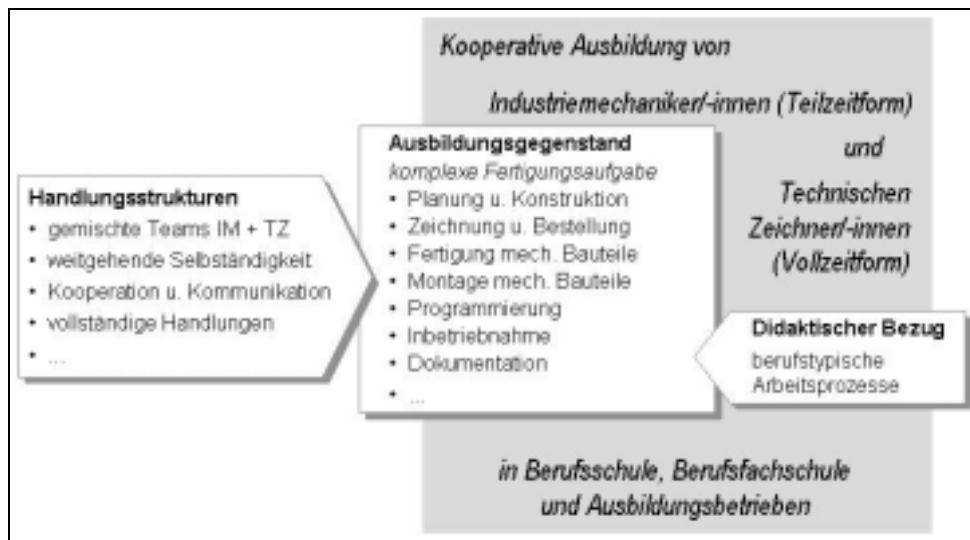 Kooperative Ausbildung von
Industriemechaniker/-innen (Teilzeitform)
und
Technischen
Zeichner/-innen
(Vollzeitform)
Handlungsstrukturen
• gemischte Teams IM + TZ
• weitgehende Selbständigkeit
• Kooperation u. Kommunikation
• vollständige Handlungen
• ...
Ausbildungsgegenstand
komplexe Fertigungsaufgabe
• Planung u. Konstruktion
• Zeichnung u. Bestellung
• Fertigung mech. Bauteile
• Montage mech. Bauteile
• Programmierung
• Inbetriebnahme
• Dokumentation
• ...
Didaktischer Bezug
berufstypische
Arbeitsprozesse
in Berufsschule, Berufsfachschule
und Ausbildungsbetrieben